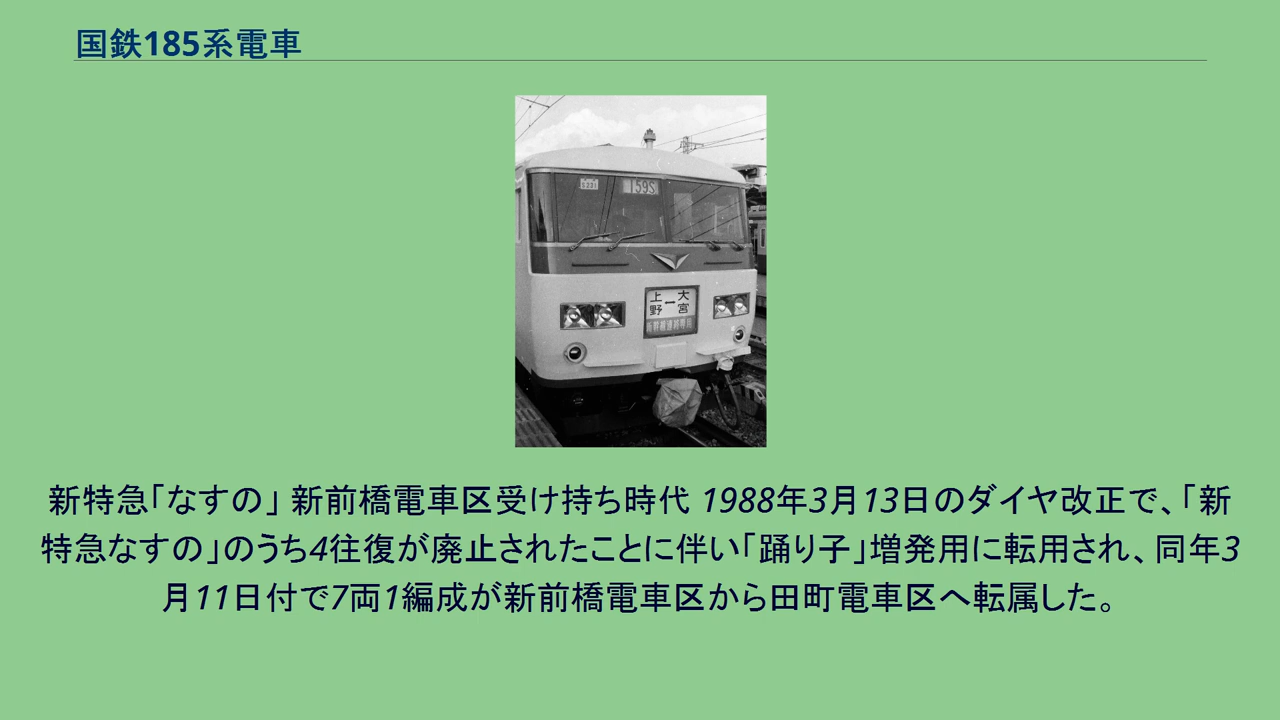 国鉄185系電車
159S
上野ー大宮
新特急「なすの」 新前橋電車区受け持ち時代 1988年3月13日のダイヤ改正で、「新
特急なすの」のうち4往復が廃止されたことに伴い「踊り子」増発用に転用され、同年3
月11日付で7両1編成が新前橋電車区から田町電車区へ転属した。